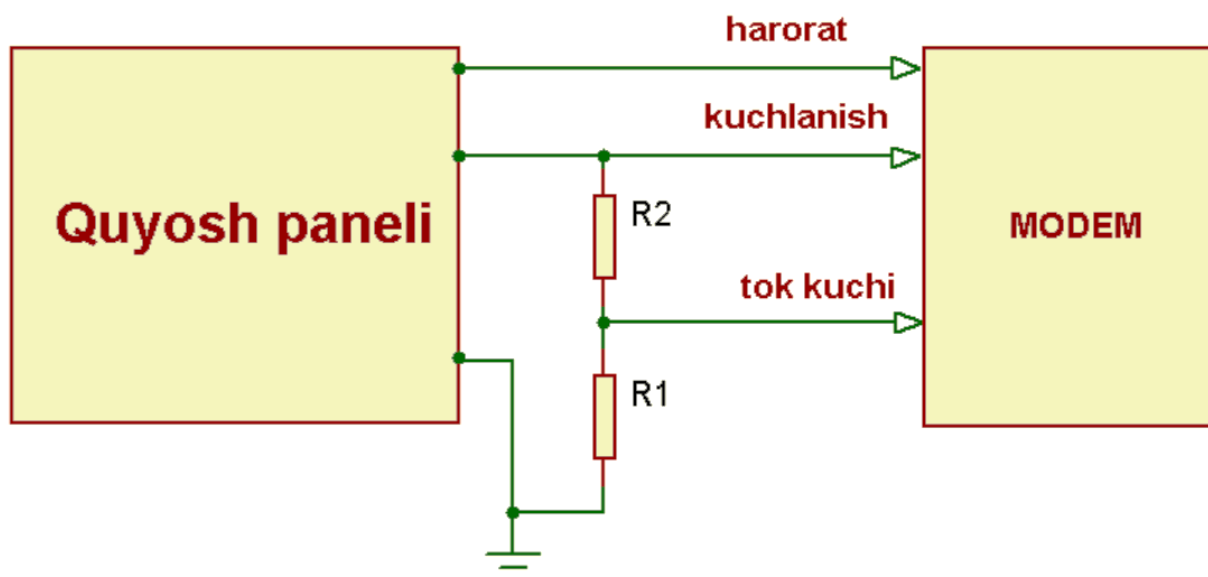 harorat
kuchlanish
Quyosh paneli
R2
MODEM
tok kuchi
R1